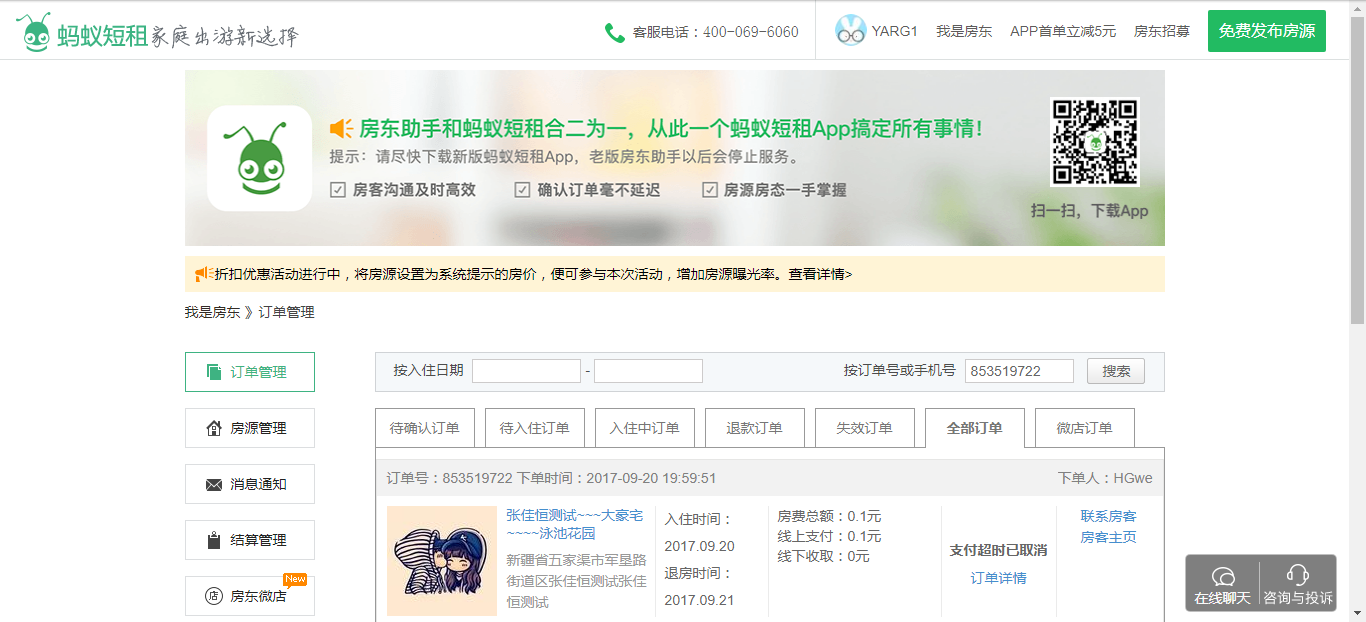 蚂蚁短租家庭出游新选择
客服电话：400-069-6060
YARG1
我是房东
APP首单立减5元
房东招募
免费发布房源
房东助手和蚂蚁短租合二为一，从此一个蚂蚁短租App搞定所有事情！
提示：请尽快下载新版蚂蚁短租App，老版房东助手以后会停止服务。
房客沟通及时高效
确认订单毫不延迟
房源房态一手掌握
扫一扫，下载App
折扣优惠活动进行中，将房源设置为系统提示的房价，便可参与本次活动，增加房源曝光率。查看详情>
我是房东 》订单管理
订单管理
房源管理
消息通知
结算管理
New
店 房东微店
按入住日期 -
按订单号或手机号 853519722 搜索
待确认订单
待入住订单
入住中订单
退款订单
失效订单
全部订单
微店订单
订单号：853519722 下单时间：2017-09-20 19:59:51
下单人：HGwe
张佳恒测试~~~大豪宅
~~~~泳池花园
新疆省五家渠市军垦路
街道区张佳恒测试张佳
恒测试
入住时间：
2017.09.20
退房时间：
2017.09.21
房费总额：0.1元
线上支付：0.1元
线下收取：0元
支付超时已取消
订单详情
联系房客
房客主页
在线聊天
咨询与投诉